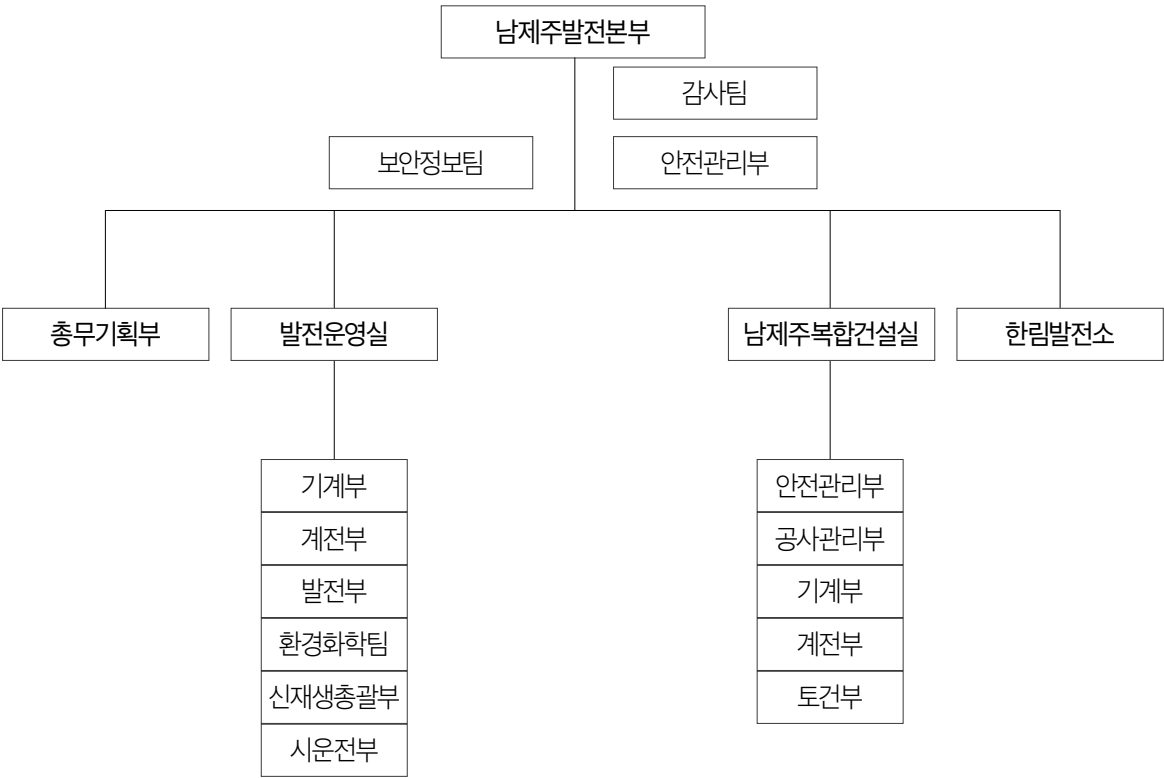 남제주발전본부
감사팀
보안정보팀
안전관리부
총무기획부
발전운영실
남제주복합건설실
한림발전소
기계부
계전부
발전부
환경화학팀
신재생총괄부
시운전부
안전관리부
공사관리부
기계부
계전부
토건부